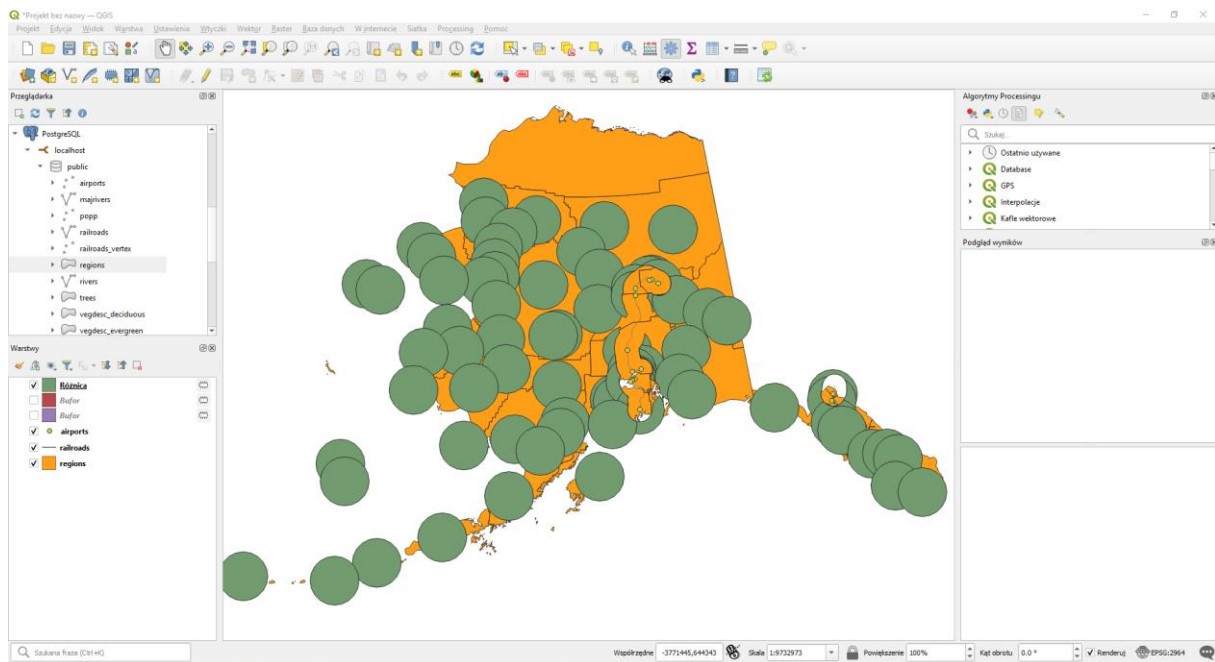 *Projekt bez nazwy — QGIS
Projekt Edycja Widok Warstwa Ustawienia Wtyczki Wektor Raster Baza danych W internecie Siatka Processing Pomoc
Przeglądarka
PostgreSQL
localhost
public
airports
majrivers
popp
railroads
railroads_vertex
regions
rivers
trees
vegdesc_deciduous
vegdesc_evergreen
Warstwy
Różnica
Bufor
Bufor
airports
railroads
regions
Algorytmy Processingu
Szukaj...
Ostatnio używane
Database
GPS
Interpolacje
Kafle wektorowe
Podgląd wyników
Szukana fraza (Ctrl+K)
Współrzędne -3771445,644343 Skala 1:9732973 Powiększenie 100% Kąt obrotu 0.0 ° Renderuj EPSG:2964